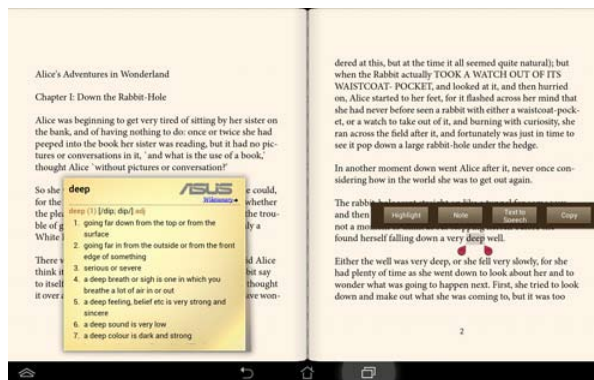 Alice's Adventures in Wonderland
Chapter I: Down the Rabbit-Hole
Alice was beginning to get very tired of sitting by her sister on
the bank, and of having nothing to do: once or twice she had
peeped into the book her sister was reading, but it had no pic-
tures or conversations in it, `and what is the use of a book,'
thought Alice `without pictures or conversation?'
So she could,
for the whether
the the trou-
ble of a
White
There Alice
think it say
to itself thought
it over won-
deep
ASUS
Wiktionary
deep (1) [/dip; dip/] adj
1. going far down from the top or from the
surface
2. going far in from the outside or from the front
edge of something
3. serious or severe
4. a deep breath or sigh is one in which you
breathe a lot of air in or out
5. a deep feeling, belief etc is very strong and
sincere
6. a deep sound is very low
7. a deep colour is dark and strong
dered at this, but at the time it all seemed quite natural); but
when the Rabbit actually TOOK A WATCH OUT OF ITS
WAISTCOAT- POCKET, and looked at it, and then hurried
on, Alice started to her feet, for it flashed across her mind that
she had never before seen a rabbit with either a waistcoat-pock-
et, or a watch to take out of it, and burning with curiosity, she
ran across the field after it, and fortunately was just in time to
see it pop down a large rabbit-hole under the hedge.
In another moment down went Alice after it, never once con-
sidering how in the world she was to get out again.
The
and then
Highlight
Note
Text to
Speech
Copy
not a
found herself falling down a very deep well.
Either the well was very deep, or she fell very slowly, for she
had plenty of time as she went down to look about her and to
wonder what was going to happen next. First, she tried to look
down and make out what she was coming to, but it was too
2